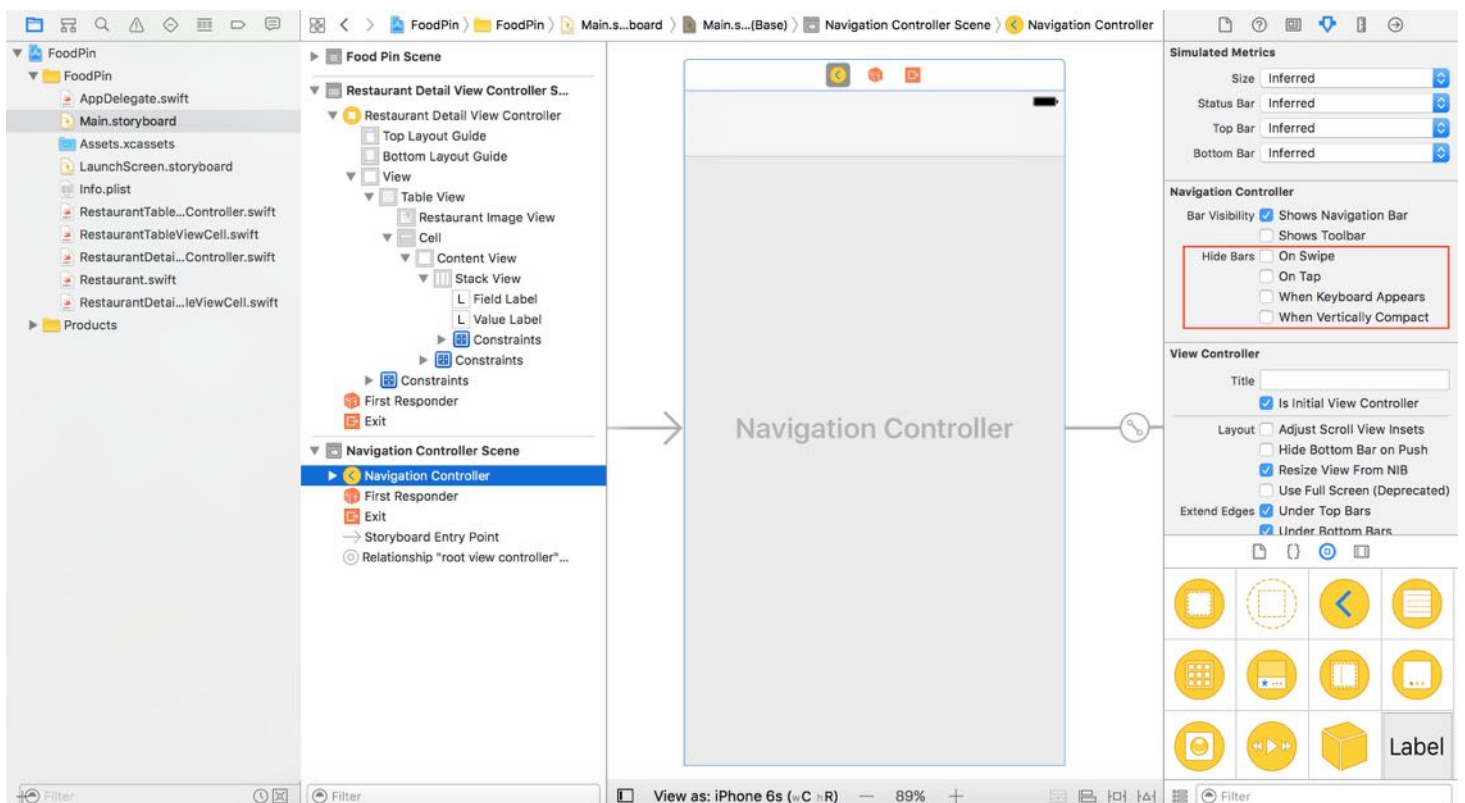 FoodPin 〉 FoodPin 〉 Main.s...board 〉 Main.s...(Base) 〉 Navigation Controller Scene 〉 Navigation Controller
FoodPin
FoodPin
AppDelegate.swift
Main.storyboard
Assets.xcassets
LaunchScreen.storyboard
Info.plist
RestaurantTable...Controller.swift
RestaurantTableViewCell.swift
RestaurantDetai...Controller.swift
Restaurant.swift
RestaurantDetai...leViewCell.swift
Products
Filter
Food Pin Scene
Restaurant Detail View Controller S...
Restaurant Detail View Controller
Top Layout Guide
Bottom Layout Guide
View
Table View
Restaurant Image View
Cell
Content View
Stack View
L Field Label
L Value Label
Constraints
Constraints
Constraints
First Responder
Exit
Navigation Controller Scene
Navigation Controller
First Responder
Exit
Storyboard Entry Point
Relationship "root view controller"...
Filter
Navigation Controller
View as: iPhone 6s (wC hR) — 89% +
Simulated Metrics
Size Inferred
Status Bar Inferred
Top Bar Inferred
Bottom Bar Inferred
Navigation Controller
Bar Visibility Shows Navigation Bar
Shows Toolbar
Hide Bars On Swipe
On Tap
When Keyboard Appears
When Vertically Compact
View Controller
Title
Is Initial View Controller
Layout Adjust Scroll View Insets
Hide Bottom Bar on Push
Resize View From NIB
Use Full Screen (Deprecated)
Extend Edges Under Top Bars
Under Bottom Bars
Label
Filter